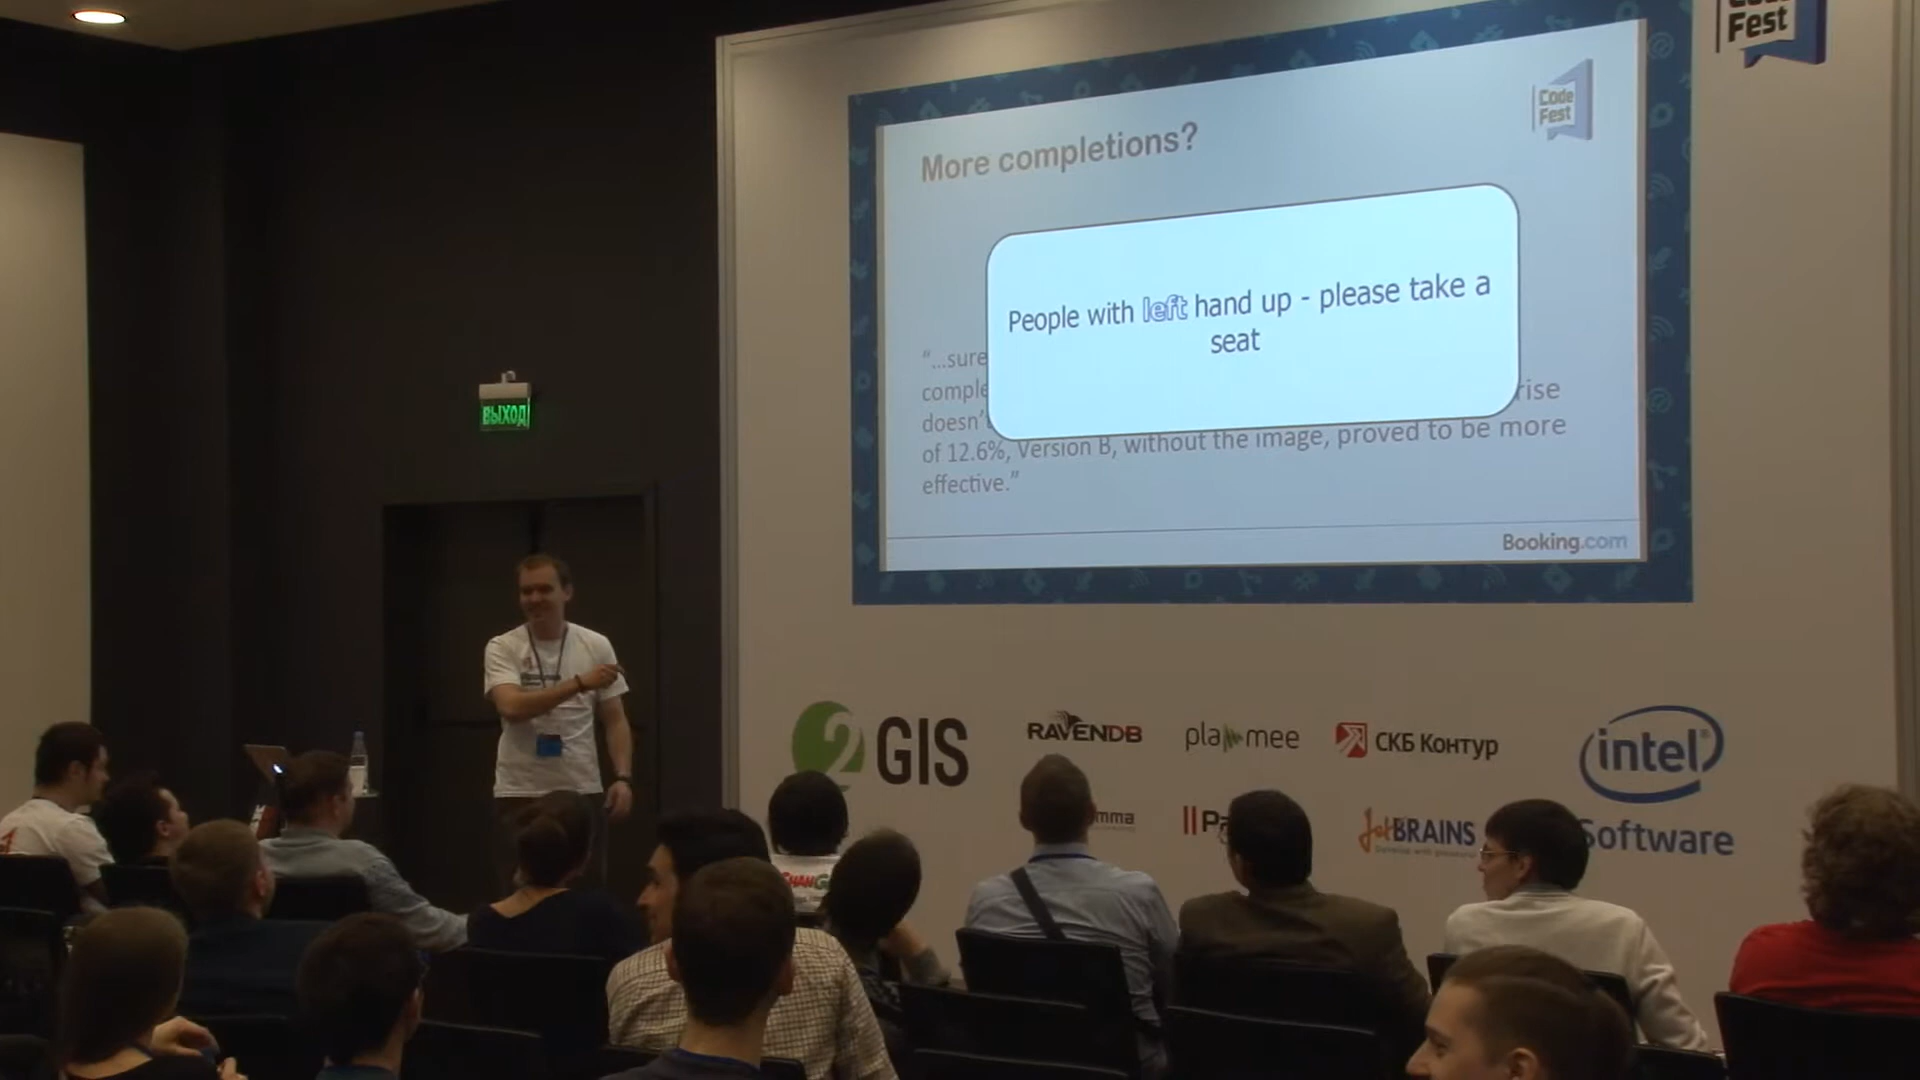 Code
Fest
Code
Fest
More completions?
People with left hand up - please take a
seat
"...sure
comple
rise
doesn'
of 12.6%, Version B, without the image, proved to be more
effective."
Booking.com
ВЫХОД
2 GIS
RAVENDB
СКБ Контур
intel
Software
JetBRAINS